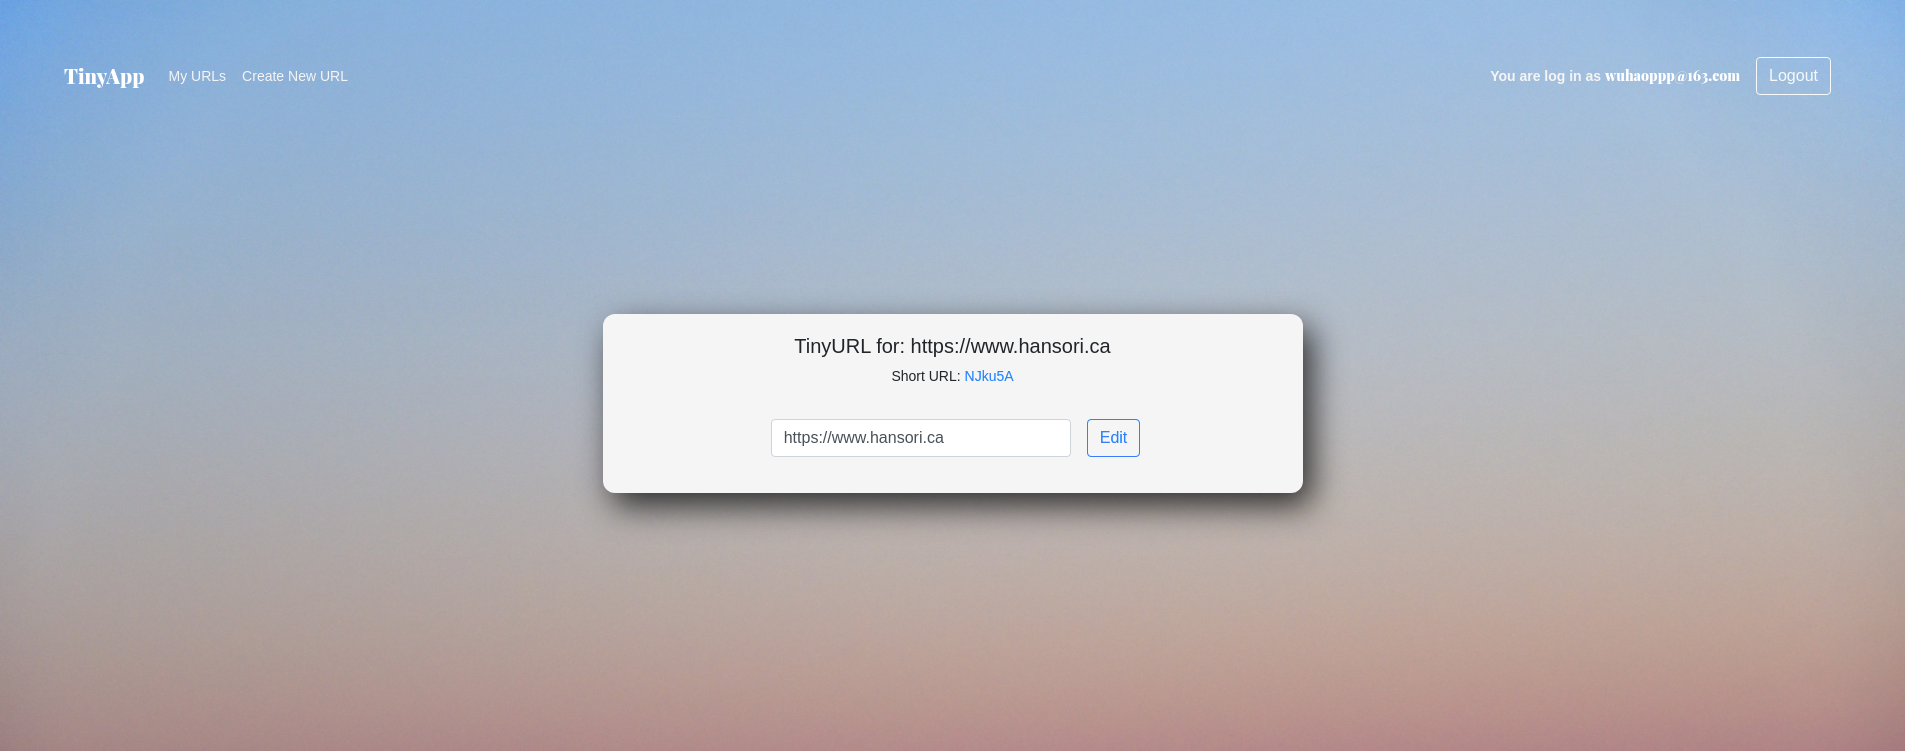 TinyApp My URLs Create New URL You are log in as wuhaoppp@163.com Logout
TinyURL for: https://www.hansori.ca
Short URL: NJku5A
https://www.hansori.ca Edit